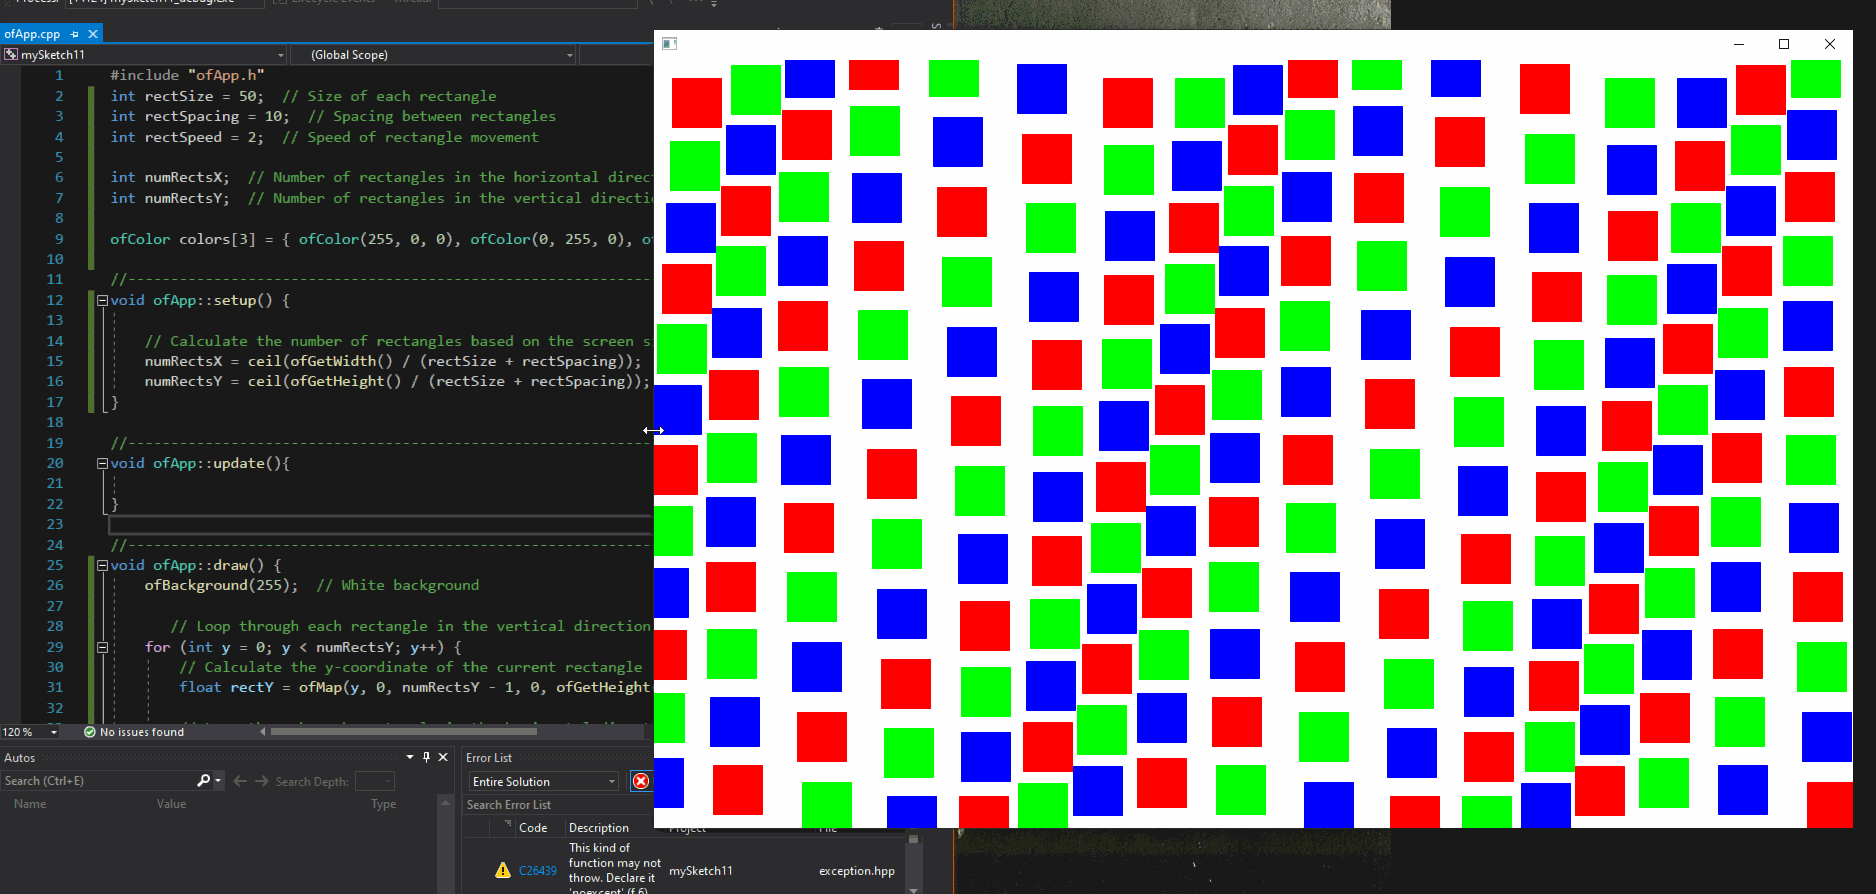 ofApp.cpp
mySketch11
(Global Scope)
1 #include "ofApp.h"
2 int rectSize = 50;  // Size of each rectangle
3 int rectSpacing = 10;  // Spacing between rectangles
4 int rectSpeed = 2;  // Speed of rectangle movement
5
6 int numRectsX;  // Number of rectangles in the horizontal direc
7 int numRectsY;  // Number of rectangles in the vertical directi
8
9 ofColor colors[3] = { ofColor(255, 0, 0), ofColor(0, 255, 0), o
10
11 //--------------------------------------------------------------
12 void ofApp::setup() {
13
14 // Calculate the number of rectangles based on the screen s
15 numRectsX = ceil(ofGetWidth() / (rectSize + rectSpacing));
16 numRectsY = ceil(ofGetHeight() / (rectSize + rectSpacing));
17 }
18
19 //--------------------------------------------------------------
20 void ofApp::update(){
21
22 }
23
24 //--------------------------------------------------------------
25 void ofApp::draw() {
26 ofBackground(255);  // White background
27
28 // Loop through each rectangle in the vertical direction
29 for (int y = 0; y < numRectsY; y++) {
30 // Calculate the y-coordinate of the current rectangle
31 float rectY = ofMap(y, 0, numRectsY - 1, 0, ofGetHeight
32
120 %
No issues found
Autos
Search (Ctrl+E)
Search Depth:
Name Value Type
Error List
Entire Solution
Search Error List
Code Description Project File
C26439 This kind of
function may not
throw. Declare it
'noexcept' (f.6).
mySketch11
exception.hpp